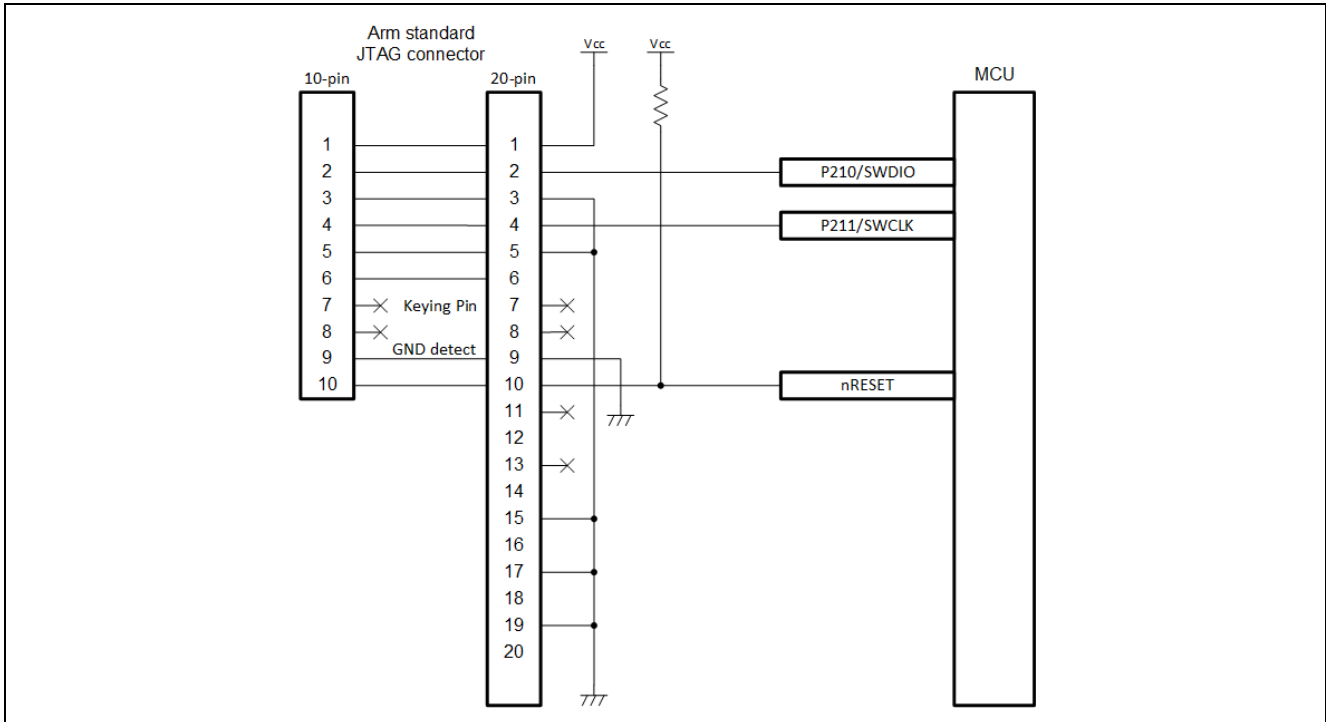 Arm standard
JTAG connector
10-pin
20-pin
Vcc
Vcc
MCU
1
1
2
2
P210/SWDIO
3
3
4
4
P211/SWCLK
5
5
6
6
7
Keying Pin
7
8
8
GND detect
9
9
10
10
nRESET
11
12
13
14
15
16
17
18
19
20